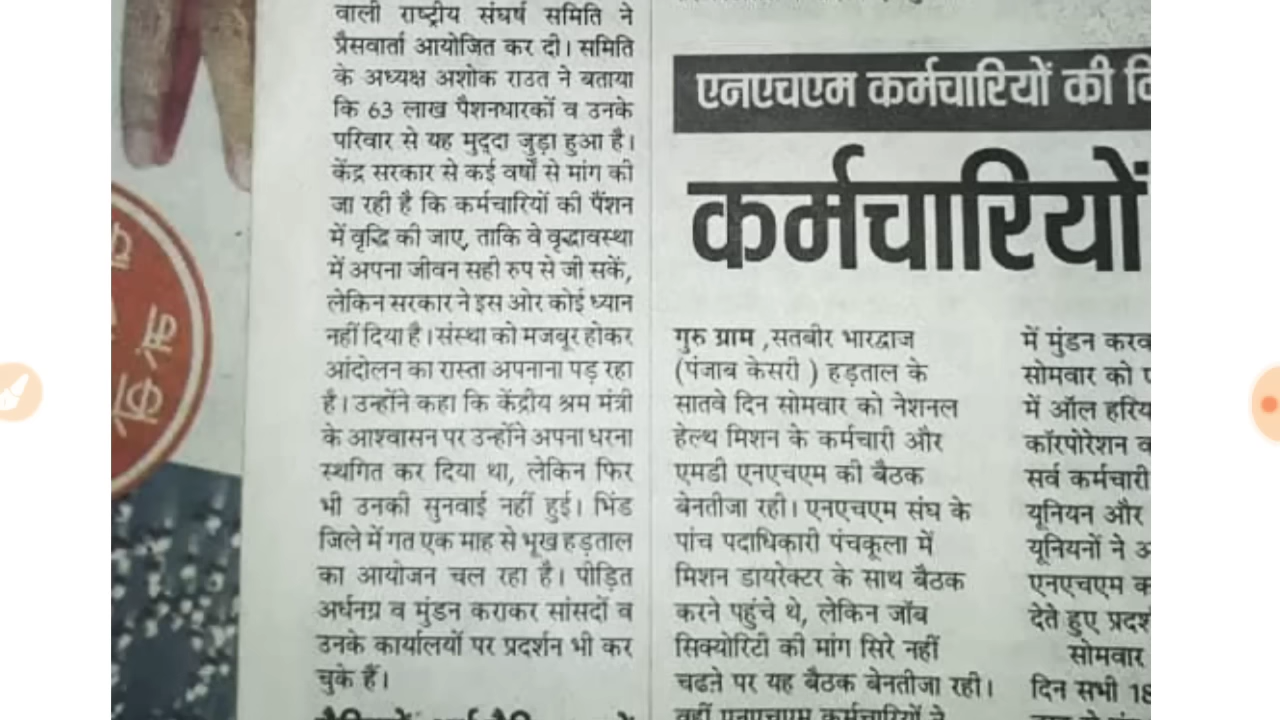 वाली राष्ट्रीय संघर्ष समिति ने
प्रैसवार्ता आयोजित कर दी। समिति
के अध्यक्ष अशोक राउत ने बताया
कि 63 लाख पैशनधारकों व उनके
परिवार से यह मुद्दा जुड़ा हुआ है।
केंद्र सरकार से कई वर्षों से मांग की
जा रही है कि कर्मचारियों की पैंशन
में वृद्धि की जाए, ताकि वे वृद्धावस्था
में अपना जीवन सही रुप से जी सकें,
लेकिन सरकार ने इस ओर कोई ध्यान
नहीं दिया है। संस्था को मजबूर होकर
आंदोलन का रास्ता अपनाना पड़ रहा
है। उन्होंने कहा कि केंद्रीय श्रम मंत्री
के आश्वासन पर उन्होंने अपना धरना
स्थगित कर दिया था, लेकिन फिर
भी उनकी सुनवाई नहीं हुई। भिंड
जिले में गत एक माह से भूख हड़ताल
का आयोजन चल रहा है। पीड़ित
अर्धनग्र व मुंडन कराकर सांसदों व
उनके कार्यालयों पर प्रदर्शन भी कर
चुके हैं।
एनएचएम कर्मचारियों की
कर्मचारियों
गुरु ग्राम ,सतबीर भारद्वाज
(पंजाब केसरी ) हड़ताल के
सातवे दिन सोमवार को नेशनल
हेल्थ मिशन के कर्मचारी और
एमडी एनएचएम की बैठक
बेनतीजा रही। एनएचएम संघ के
पांच पदाधिकारी पंचकूला में
मिशन डायरेक्टर के साथ बैठक
करने पहुंचे थे, लेकिन जॉब
सिक्योरिटी की मांग सिरे नहीं
चढऩे पर यह बैठक बेनतीजा रही।
वहीं एनएचएम कर्मचारियों ने
में मुंडन
सोमवार को
में ऑल
कॉरपोरेशन
सर्व कर्मचारी
यूनियन और
यूनियनों ने
एनएचएम
देते हुए
सोमवार
दिन सभी 18